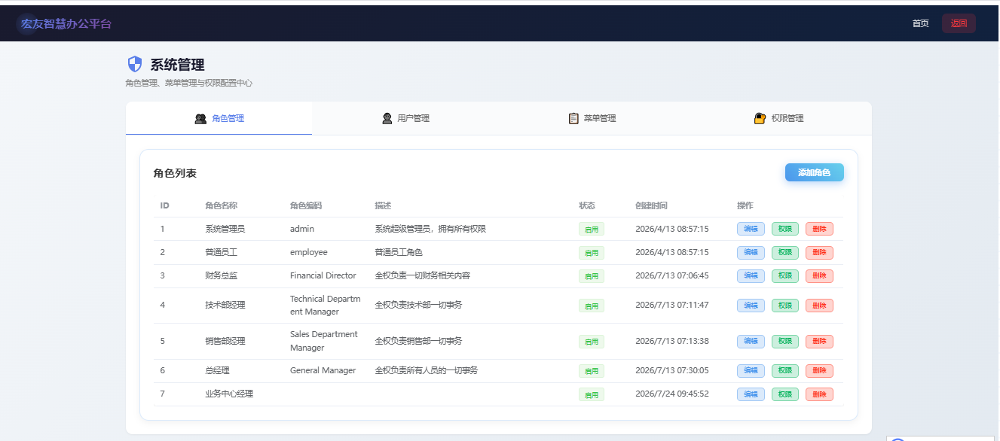 宏友智慧办公平台
首页 返回
系统管理
角色管理、菜单管理与权限配置中心
角色管理 用户管理 菜单管理 权限管理
角色列表 添加角色
ID 角色名称 角色编码 描述 状态 创建时间 操作
1 系统管理员 admin 系统超级管理员，拥有所有权限 启用 2026/4/13 08:57:15 编辑 权限 删除
2 普通员工 employee 普通员工角色 启用 2026/4/13 08:57:15 编辑 权限 删除
3 财务总监 Financial Director 全权负责一切财务相关内容 启用 2026/7/13 07:06:45 编辑 权限 删除
4 技术部经理 Technical Departm
ent Manager 全权负责技术部一切事务 启用 2026/7/13 07:11:47 编辑 权限 删除
5 销售部经理 Sales Department
Manager 全权负责销售部一切事务 启用 2026/7/13 07:13:38 编辑 权限 删除
6 总经理 General Manager 全权负责所有人员的一切事务 启用 2026/7/13 07:30:05 编辑 权限 删除
7 业务中心经理 启用 2026/7/24 09:45:52 编辑 权限 删除